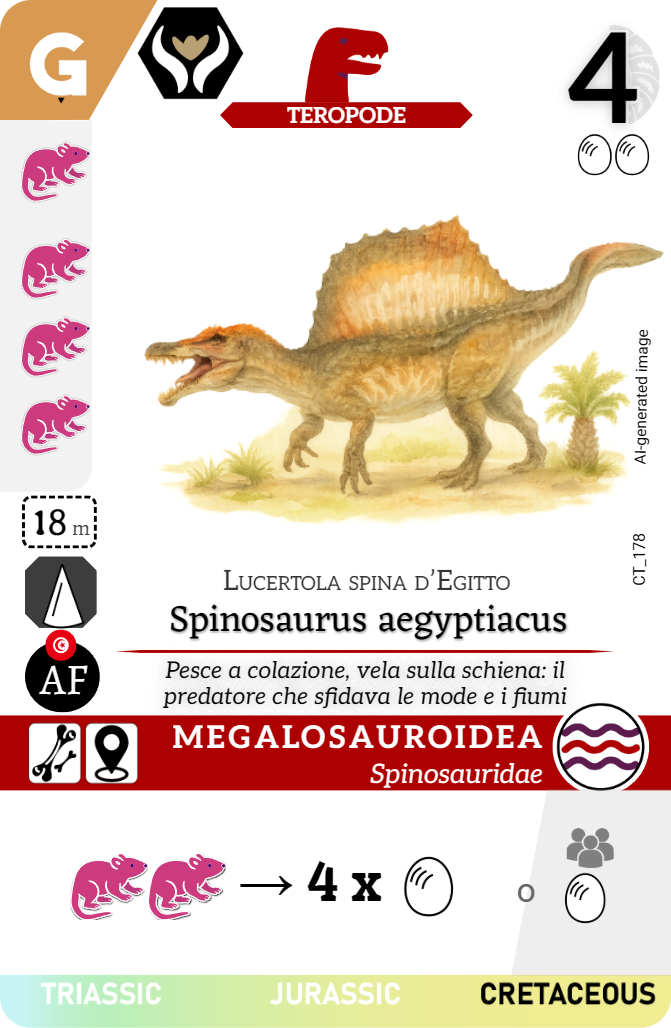 G
TEROPODE
4
AI-generated image
18 m
CT_178
LUCERTOLA SPINA D'EGITTO
Spinosaurus aegyptiacus
AF
Pesce a colazione, vela sulla schiena: il
predatore che sfidava le mode e i fiumi
MEGALOSAUROIDEA
Spinosauridae
4 x
o
TRIASSIC JURASSIC CRETACEOUS